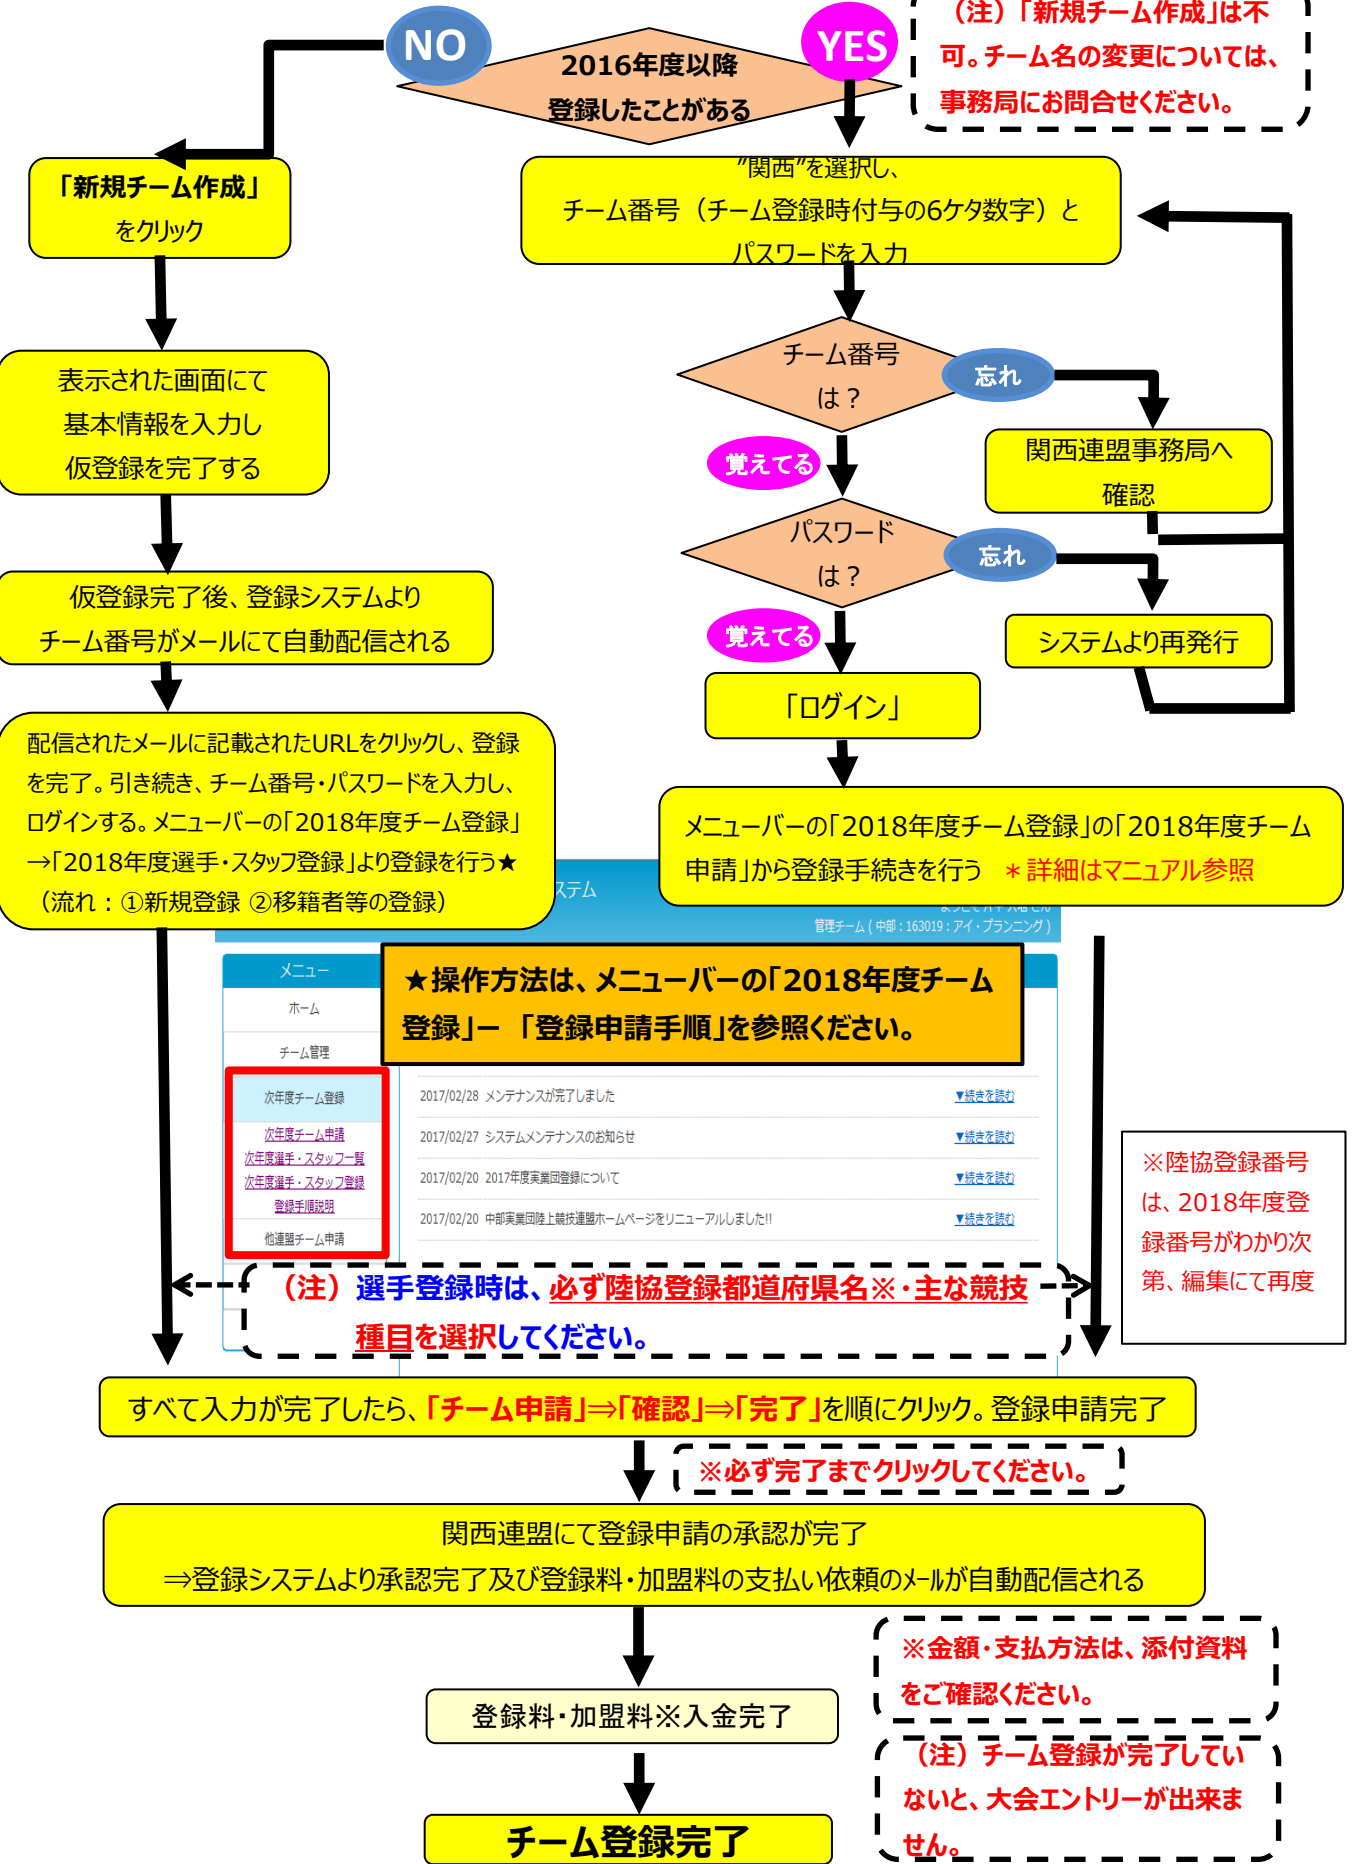 NO
YES
2016年度以降
登録したことがある
（注）「新規チーム作成」は不
可。チーム名の変更については、
事務局にお問合せください。
「新規チーム作成」
をクリック
”関西”を選択し、
チーム番号（チーム登録時付与の6ケタ数字）と
パスワードを入力
表示された画面にて
基本情報を入力し
仮登録を完了する
チーム番号
は？
忘れ
覚えてる
関西連盟事務局へ
確認
パスワード
は？
忘れ
覚えてる
システムより再発行
仮登録完了後、登録システムより
チーム番号がメールにて自動配信される
「ログイン」
配信されたメールに記載されたURLをクリックし、登録
を完了。引き続き、チーム番号・パスワードを入力し、
ログインする。メニューバーの「2018年度チーム登録」
→「2018年度選手・スタッフ登録」より登録を行う★
（流れ：①新規登録 ②移籍者等の登録）
メニューバーの「2018年度チーム登録」の「2018年度チーム
申請」から登録手続きを行う　＊詳細はマニュアル参照
ステム
管理チーム ( 中部 : 163019 : アイ・プランニング )
★操作方法は、メニューバーの「2018年度チーム
登録」－「登録申請手順」を参照ください。
メニュー
ホーム
チーム管理
次年度チーム登録
次年度チーム申請
次年度選手・スタッフ一覧
次年度選手・スタッフ登録
登録手順説明
他連盟チーム申請
2017/02/28 メンテナンスが完了しました ▼続きを読む
2017/02/27 システムメンテナンスのお知らせ ▼続きを読む
2017/02/20 2017年度実業団登録について ▼続きを読む
2017/02/20 中部実業団陸上競技連盟ホームページをリニューアルしました!! ▼続きを読む
※陸協登録番号
は、2018年度登
録番号がわかり次
第、編集にて再度
（注）選手登録時は、必ず陸協登録都道府県名※・主な競技
種目を選択してください。
すべて入力が完了したら、「チーム申請」⇒「確認」⇒「完了」を順にクリック。登録申請完了
※必ず完了までクリックしてください。
関西連盟にて登録申請の承認が完了
⇒登録システムより承認完了及び登録料・加盟料の支払い依頼のメールが自動配信される
※金額・支払方法は、添付資料
をご確認ください。
登録料・加盟料※入金完了
（注）チーム登録が完了してい
ないと、大会エントリーが出来ま
せん。
チーム登録完了